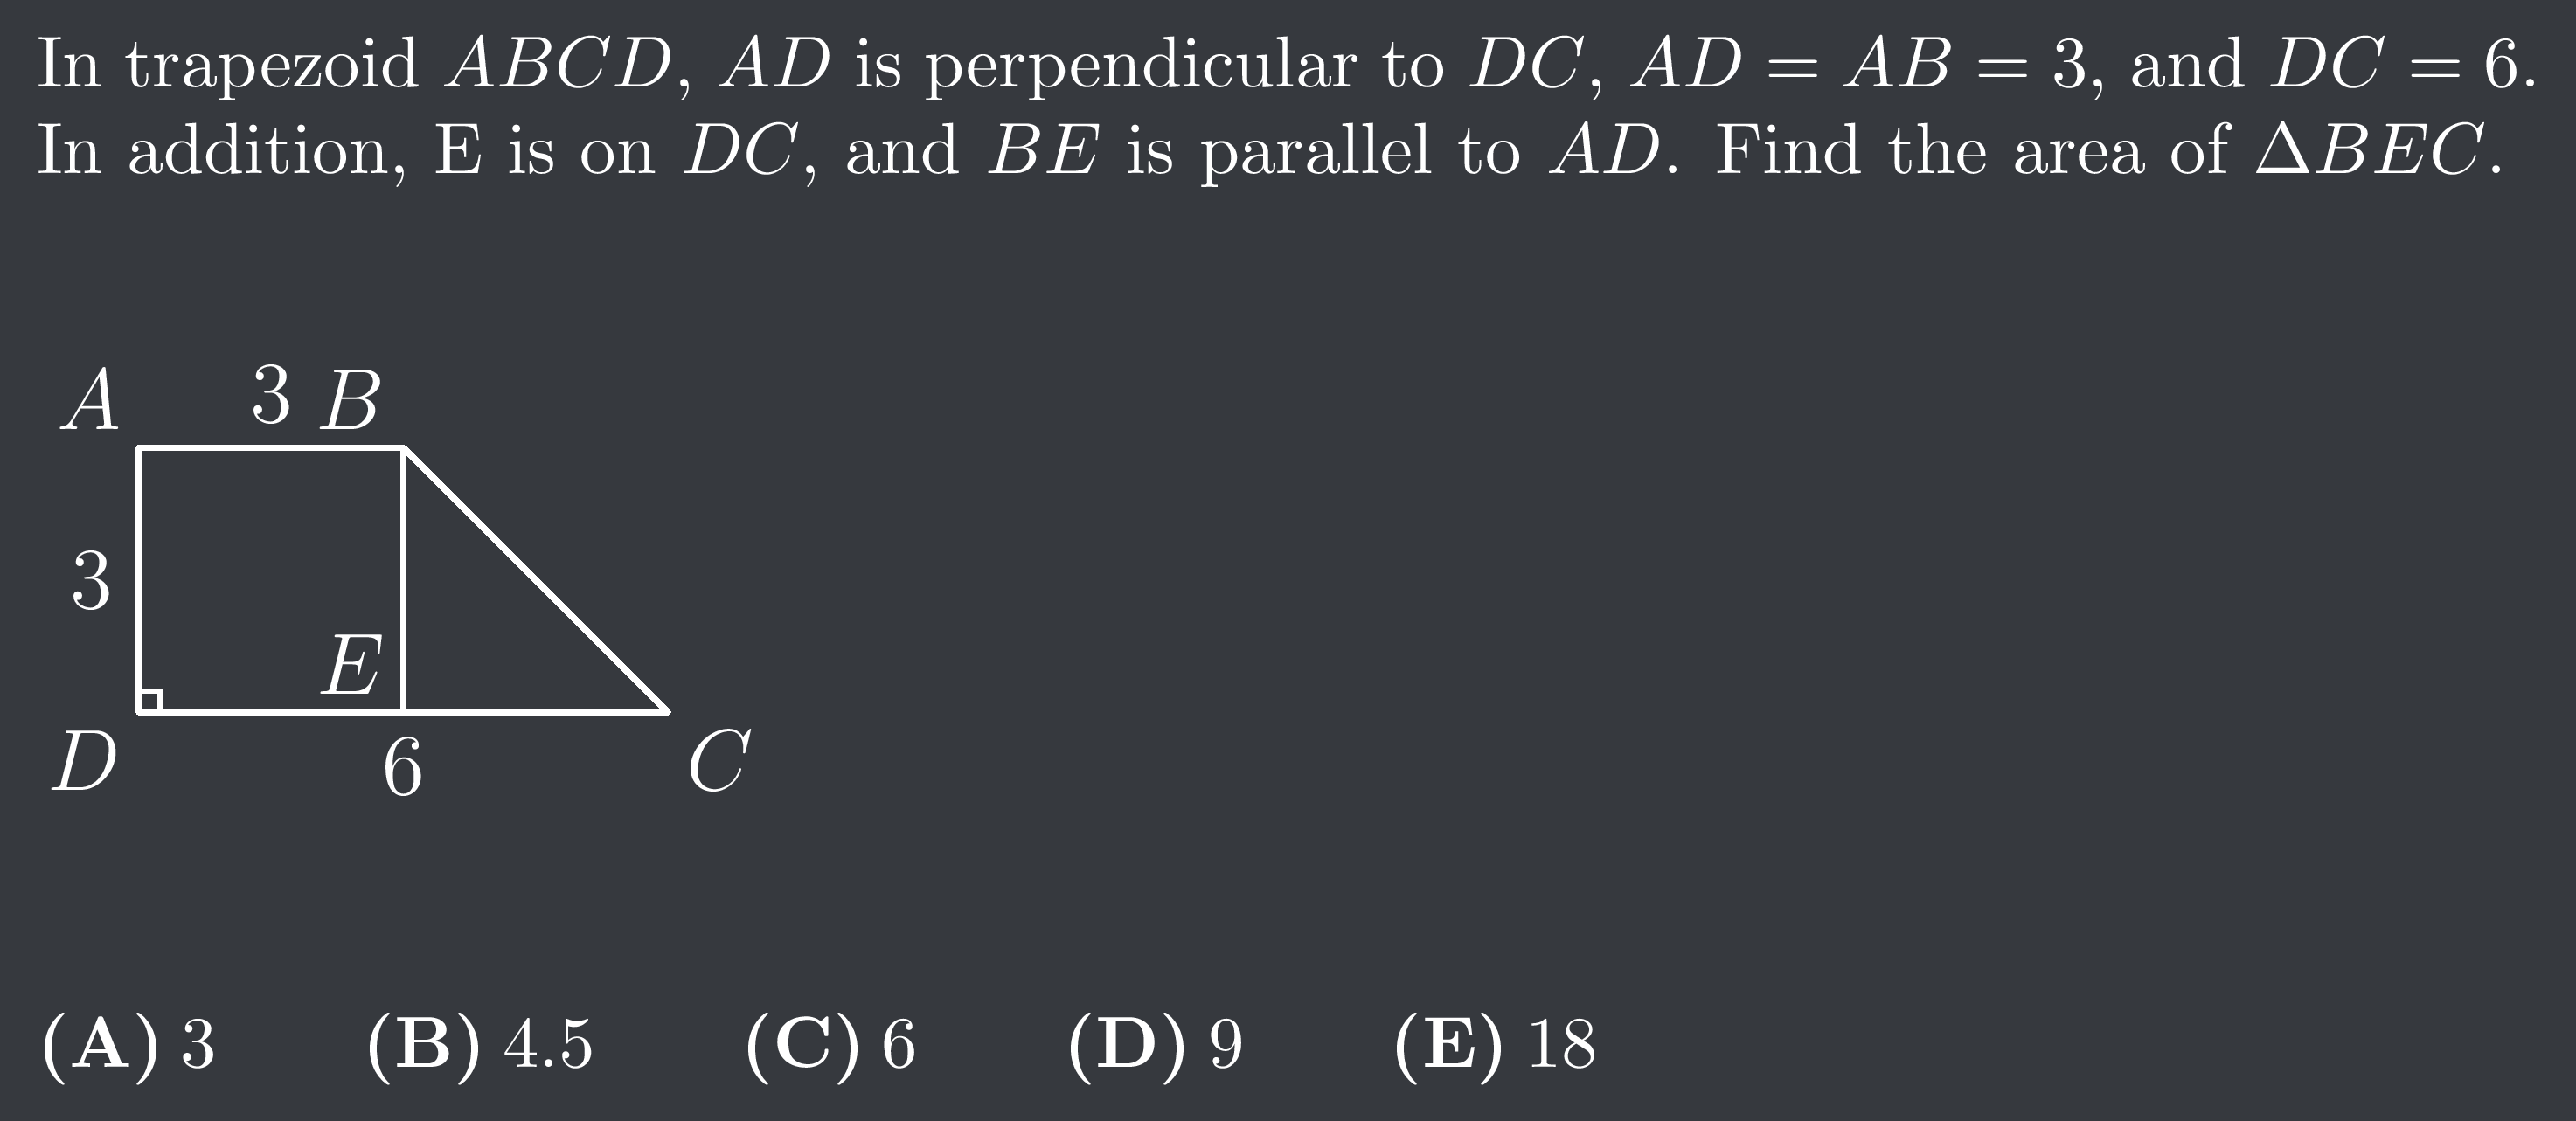 In trapezoid ABCD, AD is perpendicular to DC, AD = AB = 3, and DC = 6.
In addition, E is on DC, and BE is parallel to AD. Find the area of ΔBEC.
A 3 B
3
E
D 6 C
(A) 3 (B) 4.5 (C) 6 (D) 9 (E) 18